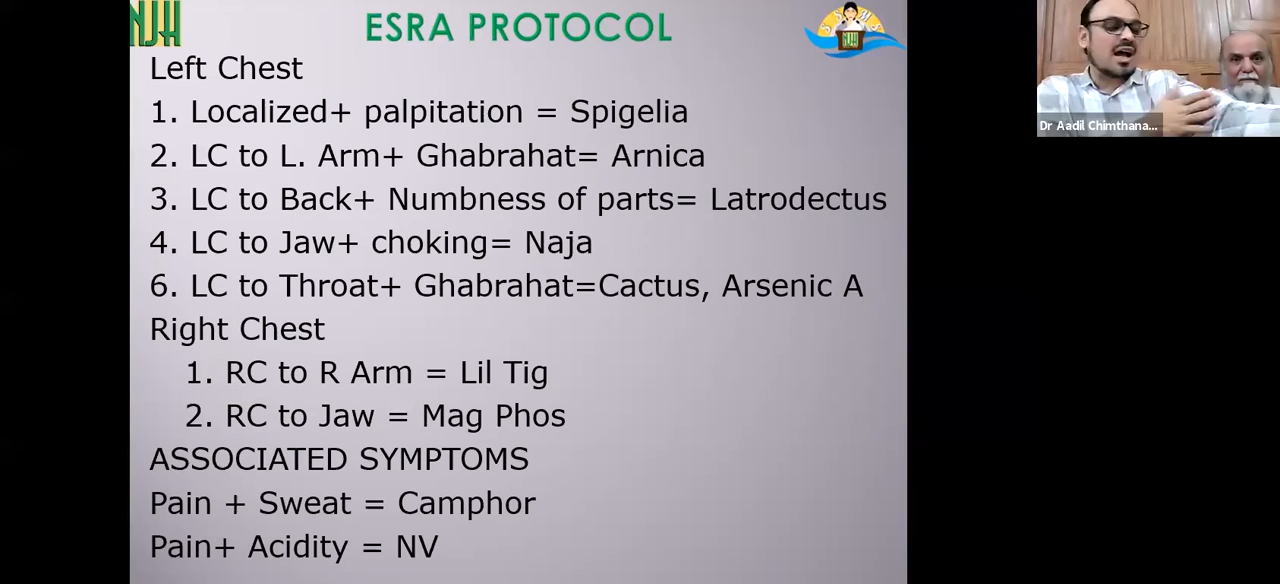 NJH
ESRA PROTOCOL
NJH
Left Chest
1. Localized+ palpitation = Spigelia
2. LC to L. Arm+ Ghabrahat= Arnica
3. LC to Back+ Numbness of parts= Latrodectus
4. LC to Jaw+ choking= Naja
6. LC to Throat+ Ghabrahat=Cactus, Arsenic A
Right Chest
1. RC to R Arm = Lil Tig
2. RC to Jaw = Mag Phos
ASSOCIATED SYMPTOMS
Pain + Sweat = Camphor
Pain+ Acidity = NV
Dr Aadil Chimthana...